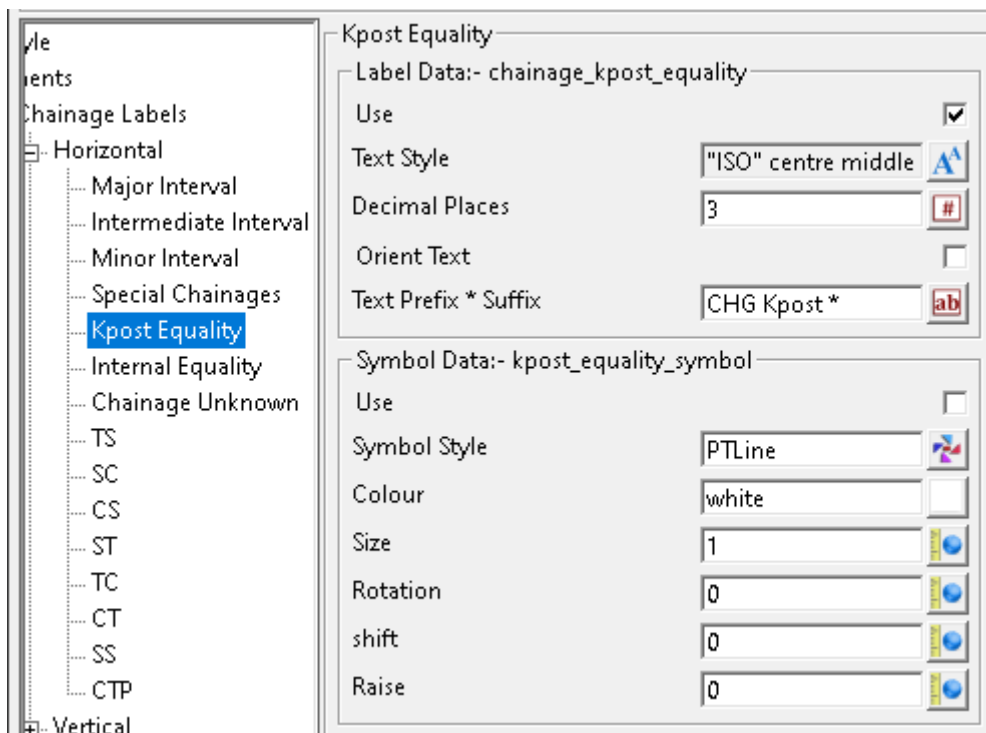 yle
ients
Chainage Labels
Horizontal
Major Interval
Intermediate Interval
Minor Interval
Special Chainages
Kpost Equality
Internal Equality
Chainage Unknown
TS
SC
CS
ST
TC
CT
SS
CTP
Vertical
Kpost Equality
Label Data:- chainage_kpost_equality
Use
Text Style "ISO" centre middle
Decimal Places 3
Orient Text
Text Prefix * Suffix CHG Kpost *
Symbol Data:- kpost_equality_symbol
Use
Symbol Style PTLine
Colour white
Size 1
Rotation 0
shift 0
Raise 0